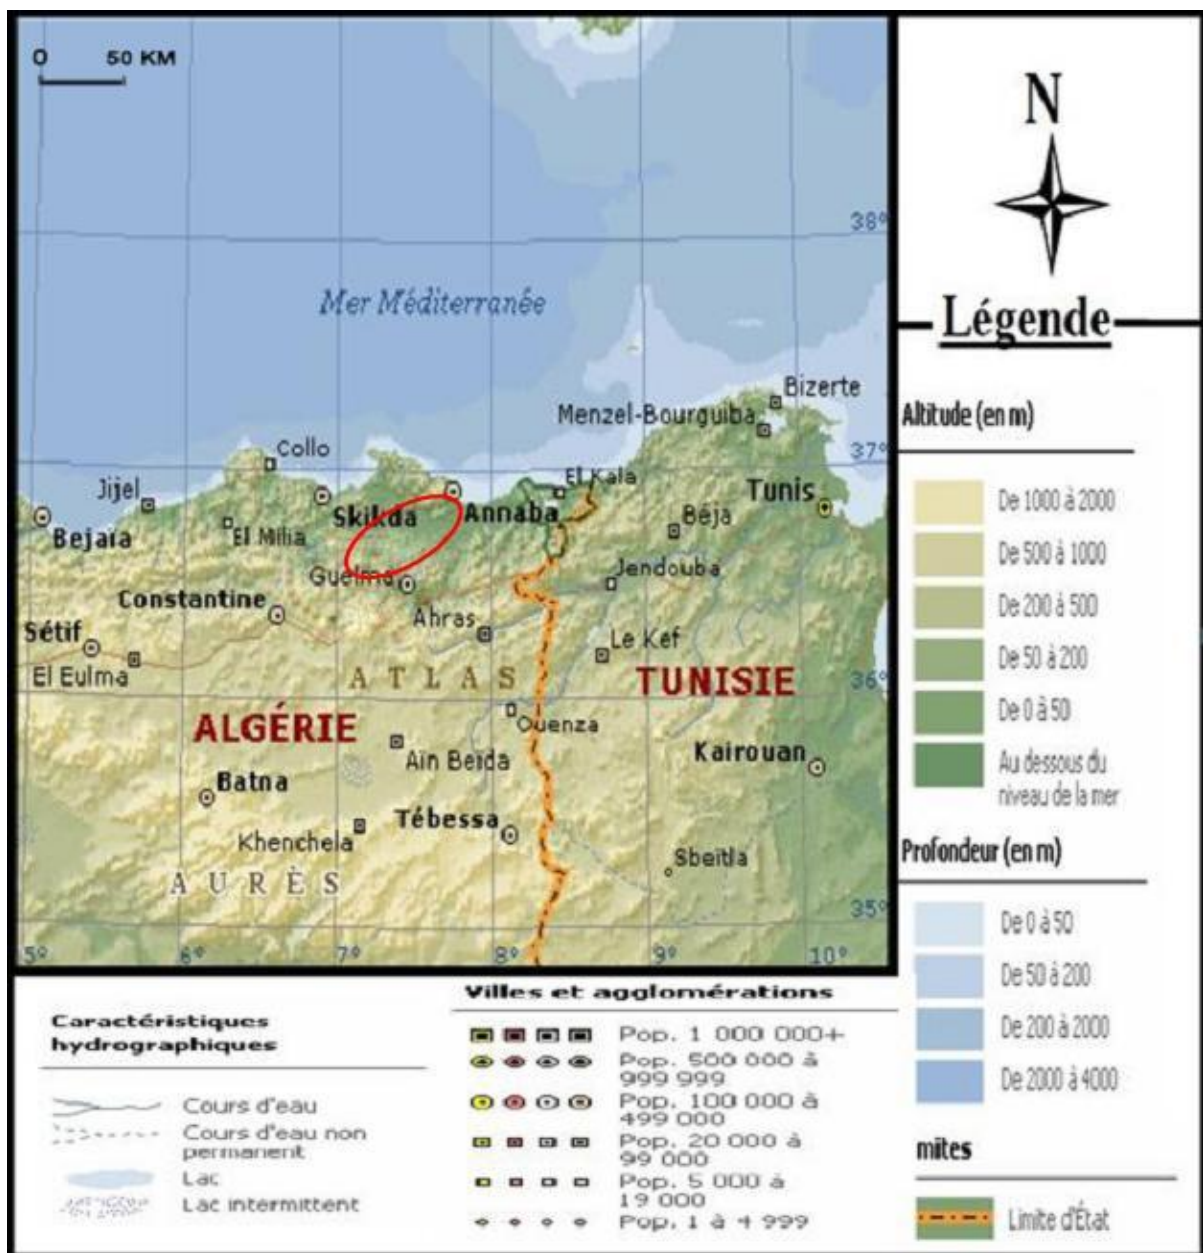 0 50 KM
N
38°
Mer Méditerranée
Légende
Bizerte
Menzel-Bourguiba
Altitude (en m)
Collo
37°
El Kala
Jijel
Tunis
De 1000 à 2000
Skikda
Annaba
Béja
Bejaïa
El Milia
De 500 à 1000
Guelma
Jendouba
Constantine
De 200 à 500
Ahras
Sétif
Le Kef
El Eulma
ATLAS
TUNISIE
36°
De 50 à 200
ALGÉRIE
Ouenza
De 0 à 50
Aïn Beïda
Kairouan
Batna
Au dessous du
niveau de la mer
Tébessa
Khenchela
Sbeïtla
Profondeur (en m)
AURÈS
35°
De 0 à 50
5° 6° 7° 8° 9° 10°
De 50 à 200
De 200 à 2000
De 2000 à 4000
mites
Limite d'État
Caractéristiques
hydrographiques
Cours d'eau
Cours d'eau non
permanent
Lac
Lac intermittent
Villes et agglomérations
Pop. 1 000 000+
Pop. 500 000 à
999 999
Pop. 100 000 à
499 000
Pop. 20 000 à
99 000
Pop. 5 000 à
19 000
Pop. 1 à 4 999